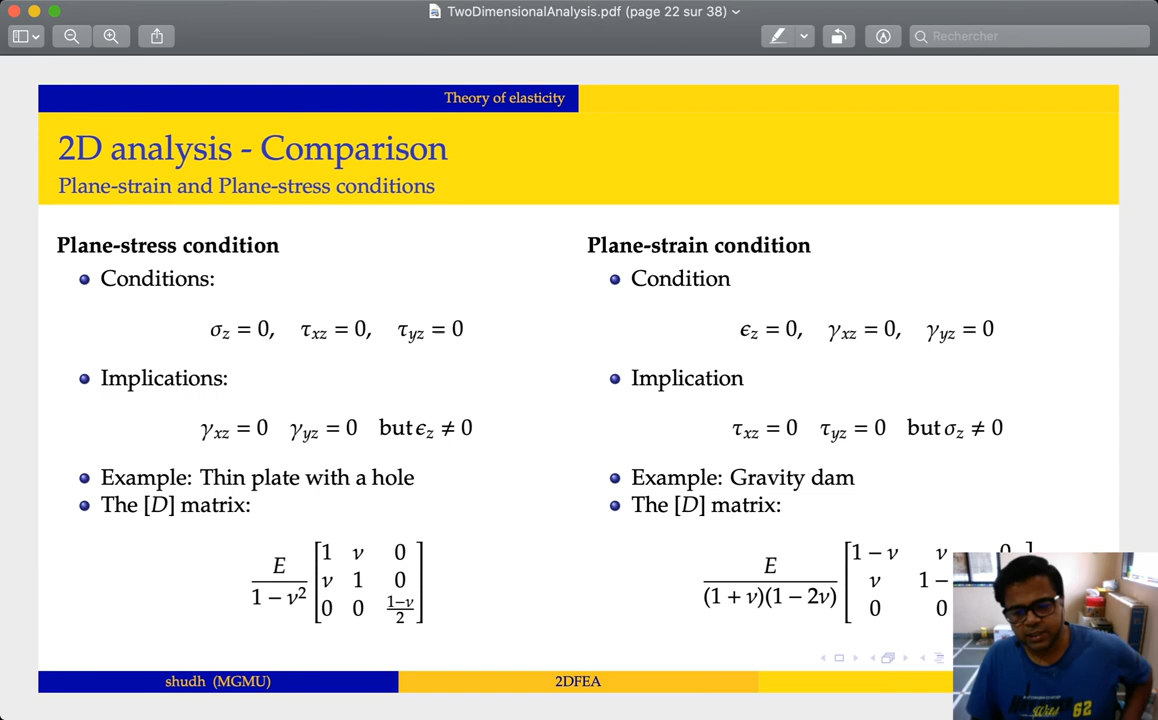 TwoDimensionalAnalysis.pdf (page 22 sur 38)
Rechercher
Theory of elasticity
2D analysis - Comparison
Plane-strain and Plane-stress conditions
Plane-stress condition
Conditions:
σz = 0, τxz = 0, τyz = 0
Implications:
γxz = 0 γyz = 0 but ϵz ≠ 0
Example: Thin plate with a hole
The [D] matrix:
E
1 − ν²
1 ν 0
ν 1 0
0 0 1−ν
2
Plane-strain condition
Condition
ϵz = 0, γxz = 0, γyz = 0
Implication
τxz = 0 τyz = 0 but σz ≠ 0
Example: Gravity dam
The [D] matrix:
E
(1 + ν)(1 − 2ν)
1 − ν ν 0
ν 1 −
0 0
shudh (MGMU)
2DFEA
62